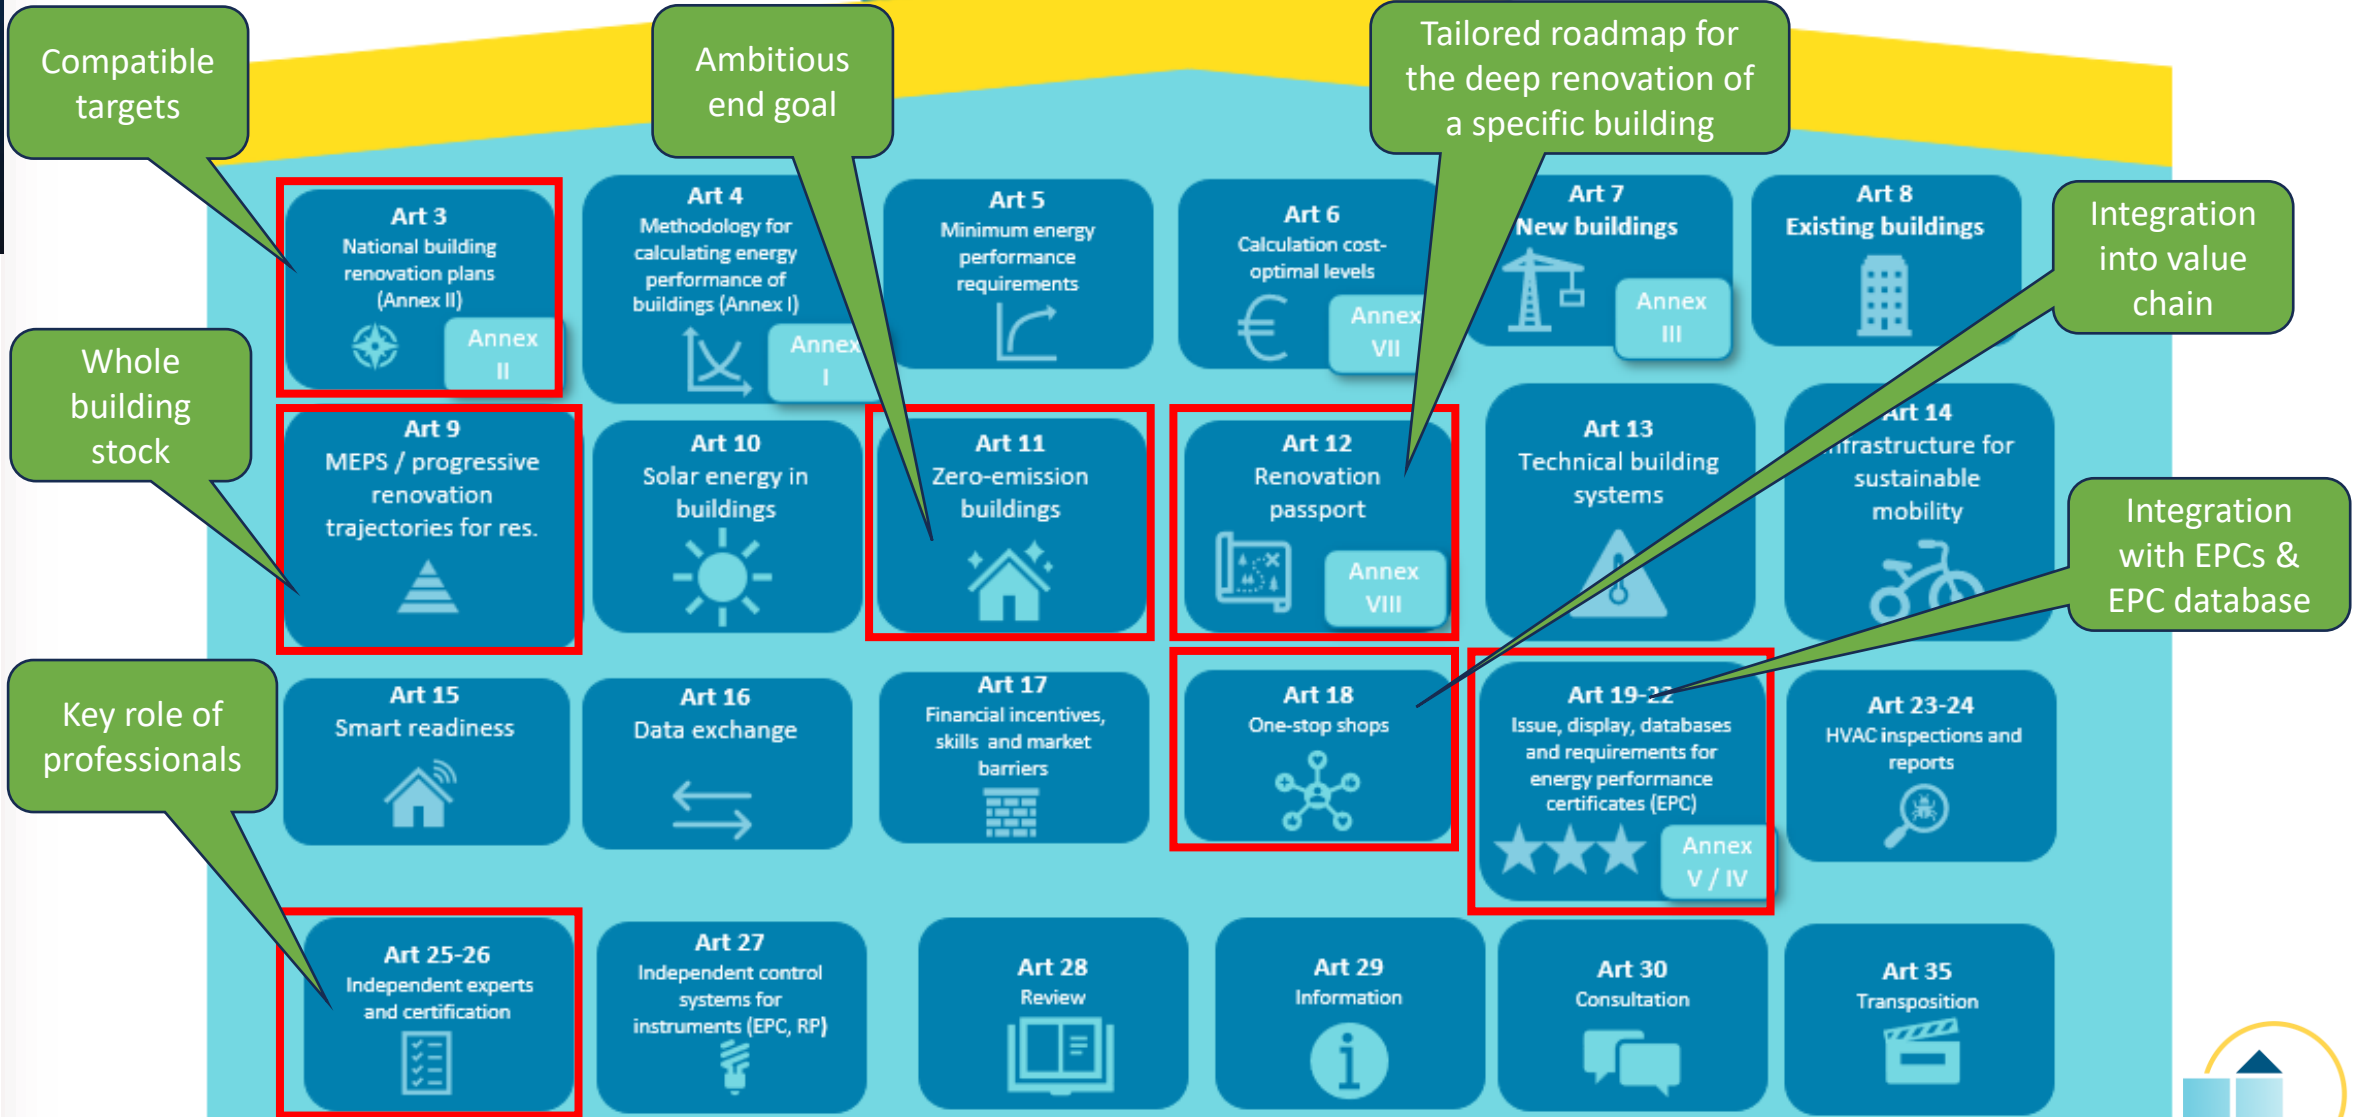 Compatible
targets
Ambitious
end goal
Tailored roadmap for
the deep renovation of
a specific building
Art 3
National building
renovation plans
(Annex II)
Annex
II
Art 4
Methodology for
calculating energy
performance of
buildings (Annex I)
Annex
I
Art 5
Minimum energy
performance
requirements
Art 6
Calculation cost-
optimal levels
Annex
VII
Art 7
New buildings
Annex
III
Art 8
Existing buildings
Integration
into value
chain
Whole
building
stock
Art 9
MEPS / progressive
renovation
trajectories for res.
Art 10
Solar energy in
buildings
Art 11
Zero-emission
buildings
Art 12
Renovation
passport
Annex
VIII
Art 13
Technical building
systems
Art 14
nfrastructure for
sustainable
mobility
Integration
with EPCs &
EPC database
Key role of
professionals
Art 15
Smart readiness
Art 16
Data exchange
Art 17
Financial incentives,
skills and market
barriers
Art 18
One-stop shops
Art 19-22
Issue, display, databases
and requirements for
energy performance
certificates (EPC)
Annex
V / IV
Art 23-24
HVAC inspections and
reports
Art 25-26
Independent experts
and certification
Art 27
Independent control
systems for
instruments (EPC, RP)
Art 28
Review
Art 29
Information
Art 30
Consultation
Art 35
Transposition